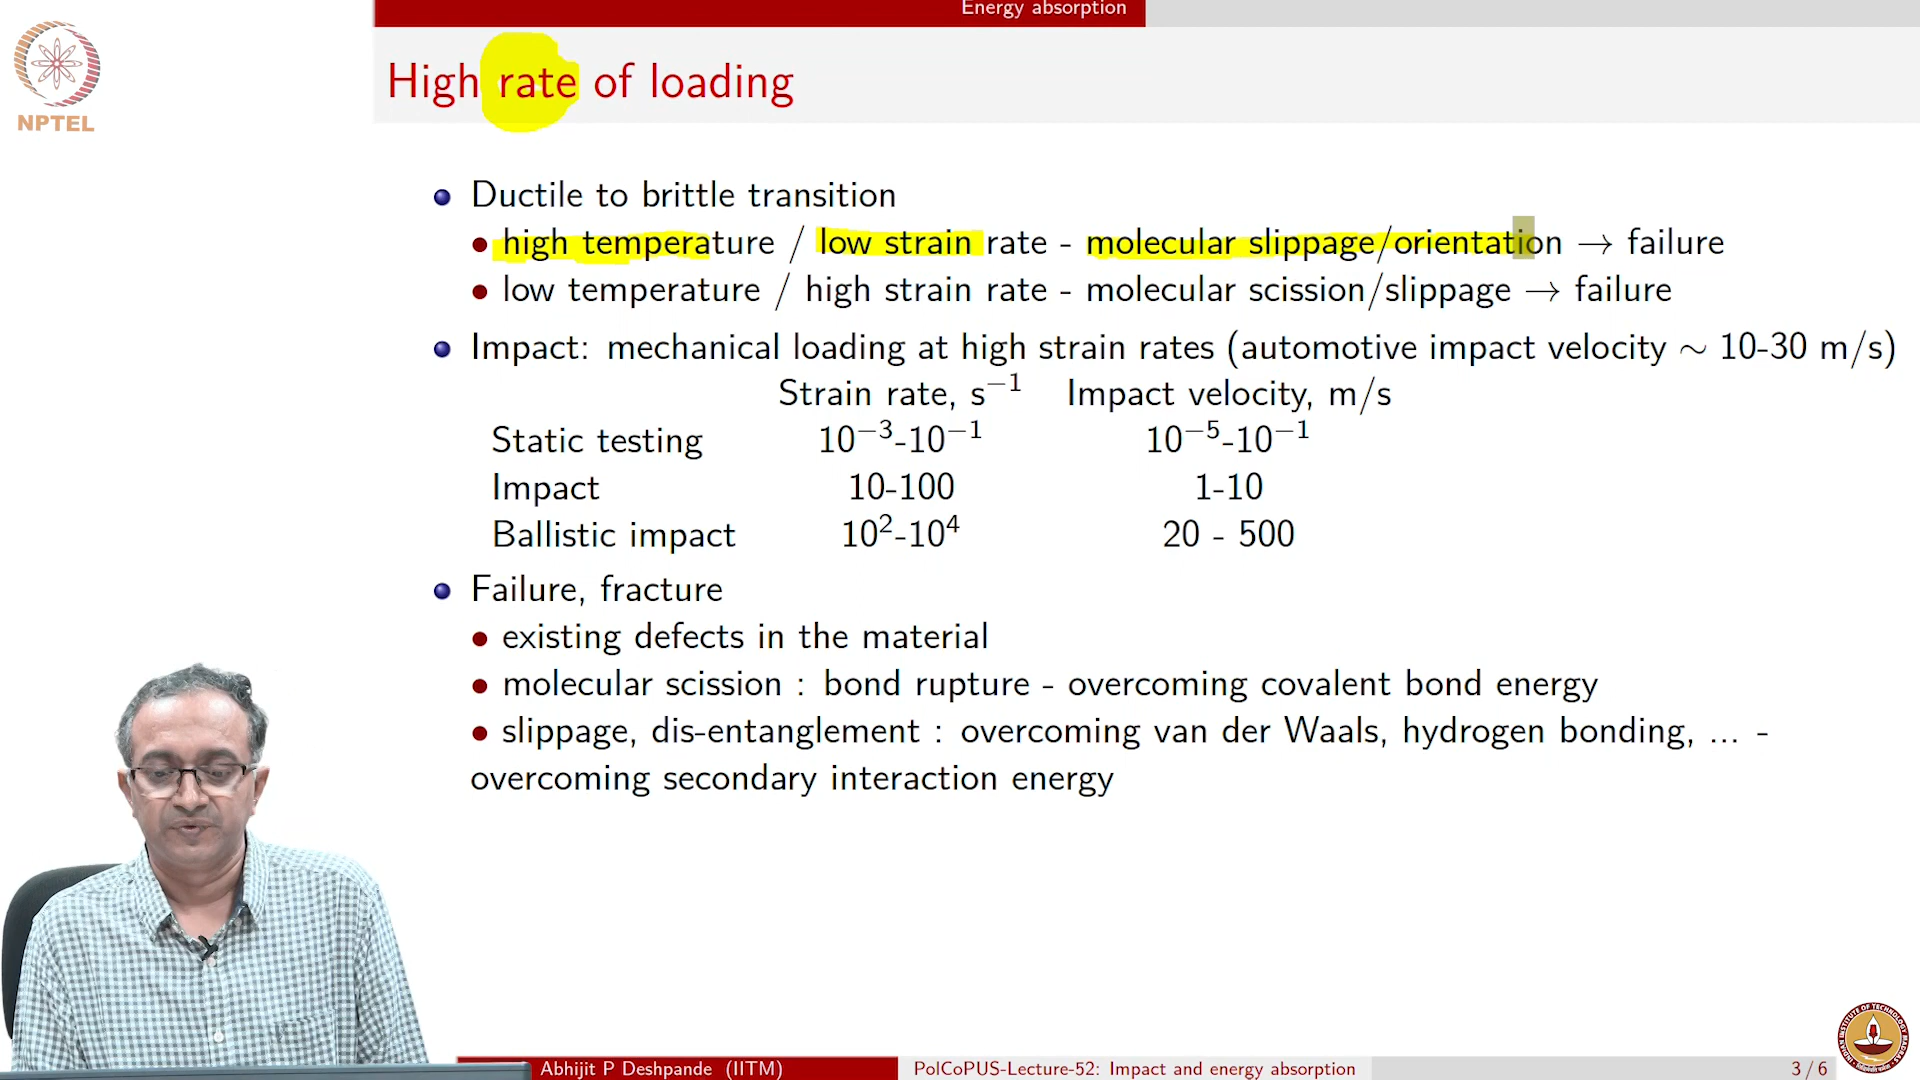 Energy absorption
NPTEL
High rate of loading
Ductile to brittle transition
high temperature / low strain rate - molecular slippage/orientation → failure
low temperature / high strain rate - molecular scission/slippage → failure
Impact: mechanical loading at high strain rates (automotive impact velocity ∼ 10-30 m/s)
Strain rate, s⁻¹ Impact velocity, m/s
Static testing 10⁻³-10⁻¹ 10⁻⁵-10⁻¹
Impact 10-100 1-10
Ballistic impact 10²-10⁴ 20 - 500
Failure, fracture
existing defects in the material
molecular scission : bond rupture - overcoming covalent bond energy
slippage, dis-entanglement : overcoming van der Waals, hydrogen bonding, ... -
overcoming secondary interaction energy
Abhijit P Deshpande (IITM) PolCoPUS-Lecture-52: Impact and energy absorption 3 / 6